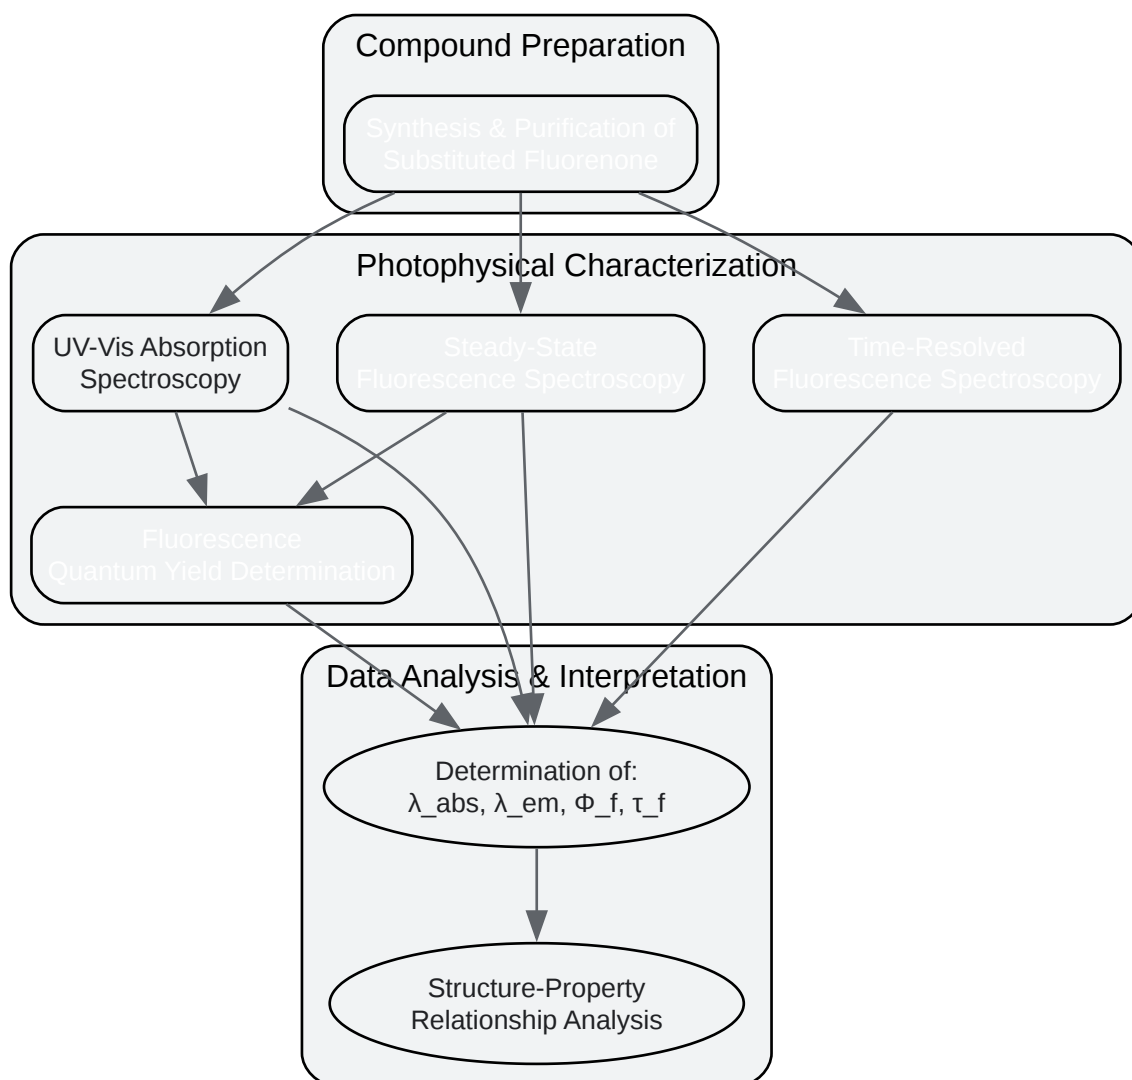 Compound Preparation
Synthesis & Purification of
Substituted Fluorenone
Photophysical Characterization
UV-Vis Absorption
Spectroscopy
Steady-State
Fluorescence Spectroscopy
Time-Resolved
Fluorescence Spectroscopy
Fluorescence
Quantum Yield Determination
Data Analysis & Interpretation
Determination of:
λ_abs, λ_em, Φ_f, τ_f
Structure-Property
Relationship Analysis